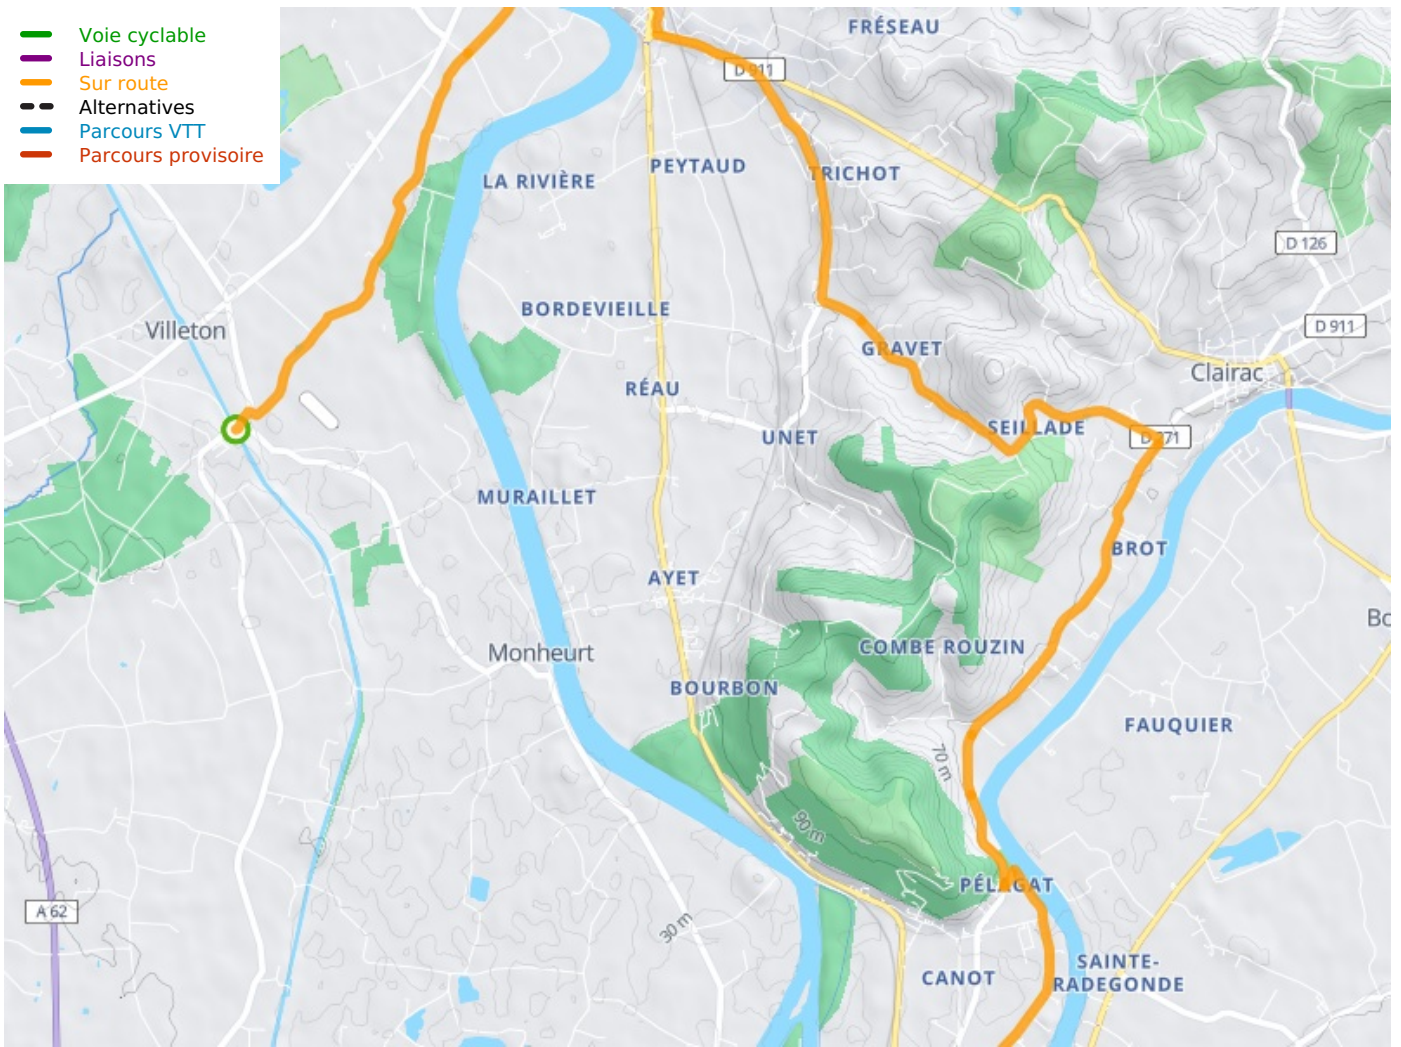 Voie cyclable
Liaisons
Sur route
Alternatives
Parcours VTT
Parcours provisoire
FRÉSEAU
D 911
PEYTAUD
TRICHOT
LA RIVIÈRE
D 126
BORDEVIEILLE
D 911
Villeton
GRAVET
Clairac
RÉAU
SEILLADE
UNET
MURAILLET
BROT
AYET
Monheurt
COMBE ROUZIN
BOURBON
FAUQUIER
70 m
90 m
A 62
30 m
CANOT
SAINTE-
RADEGONDE